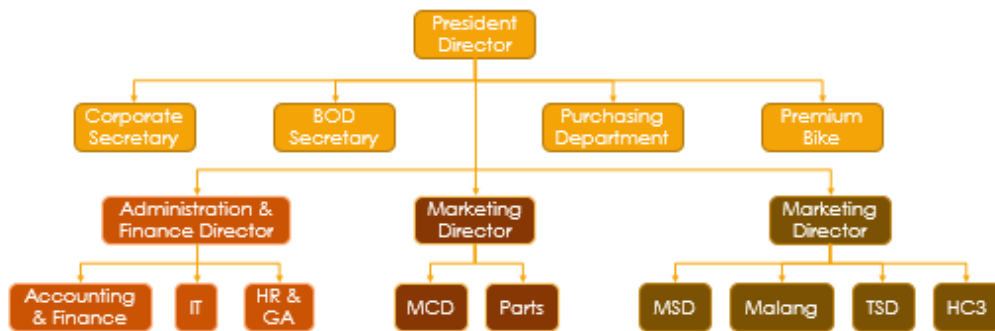 President
Director
Corporate
Secretary
BOD
Secretary
Purchasing
Department
Premium
Bike
Administration &
Finance Director
Marketing
Director
Marketing
Director
Accounting
& Finance
IT
HR &
GA
MCD
Parts
MSD
Malang
TSD
HC3